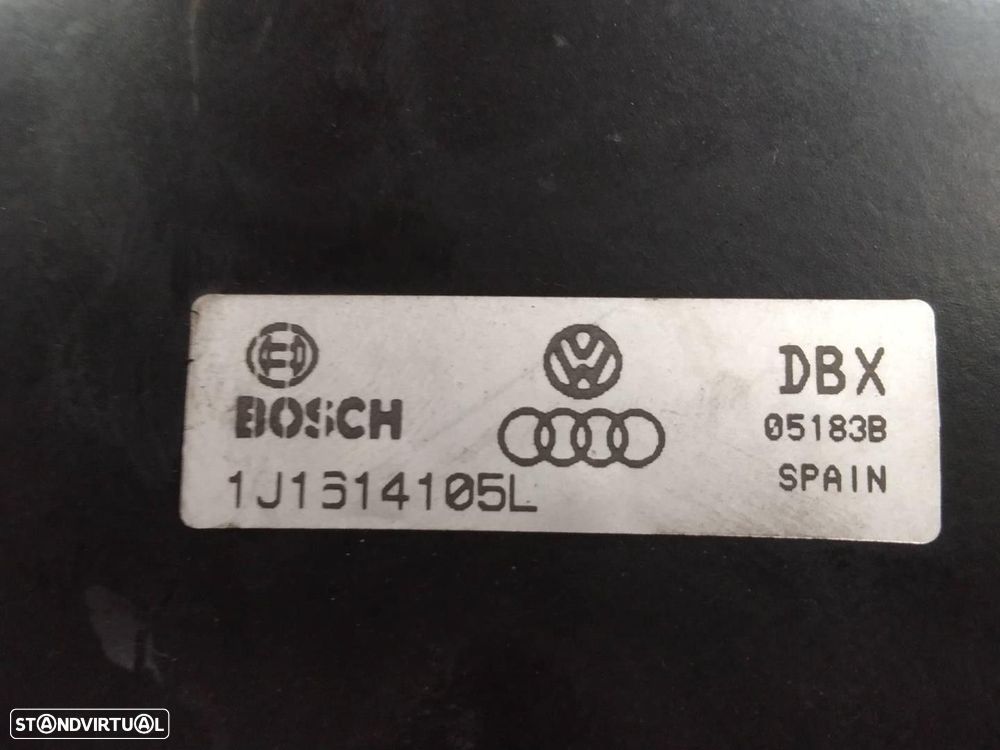 BOSCH
1J1614105L
DBX
05183B
SPAIN
STANDVIRTUAL